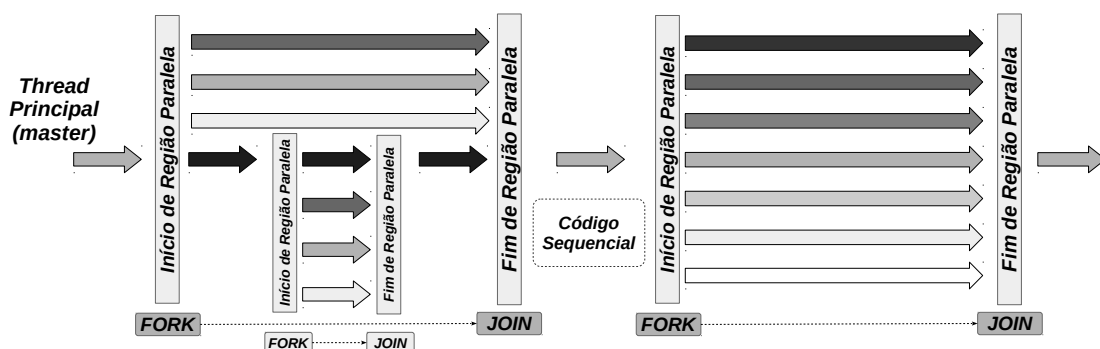 Thread
Principal
(master)
Início de Região Paralela
Início de Região Paralela
Fim de Região Paralela
Fim de Região Paralela
Código
Sequencial
Início de Região Paralela
Fim de Região Paralela
FORK
JOIN
FORK
JOIN
FORK
JOIN